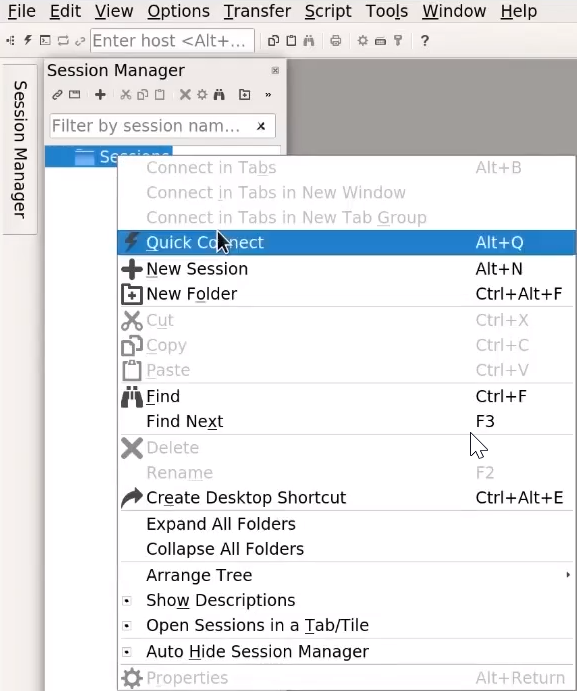 File Edit View Options Transfer Script Tools Window Help
Enter host <Alt+... ?
Session Manager
Session Manager
»
Filter by session nam...
Connect in Tabs Alt+B
Connect in Tabs in New Window
Connect in Tabs in New Tab Group
Quick Connect Alt+Q
New Session Alt+N
New Folder Ctrl+Alt+F
Cut Ctrl+X
Copy Ctrl+C
Paste Ctrl+V
Find Ctrl+F
Find Next F3
Delete
Rename F2
Create Desktop Shortcut Ctrl+Alt+E
Expand All Folders
Collapse All Folders
Arrange Tree
Show Descriptions
Open Sessions in a Tab/Tile
Auto Hide Session Manager
Properties Alt+Return